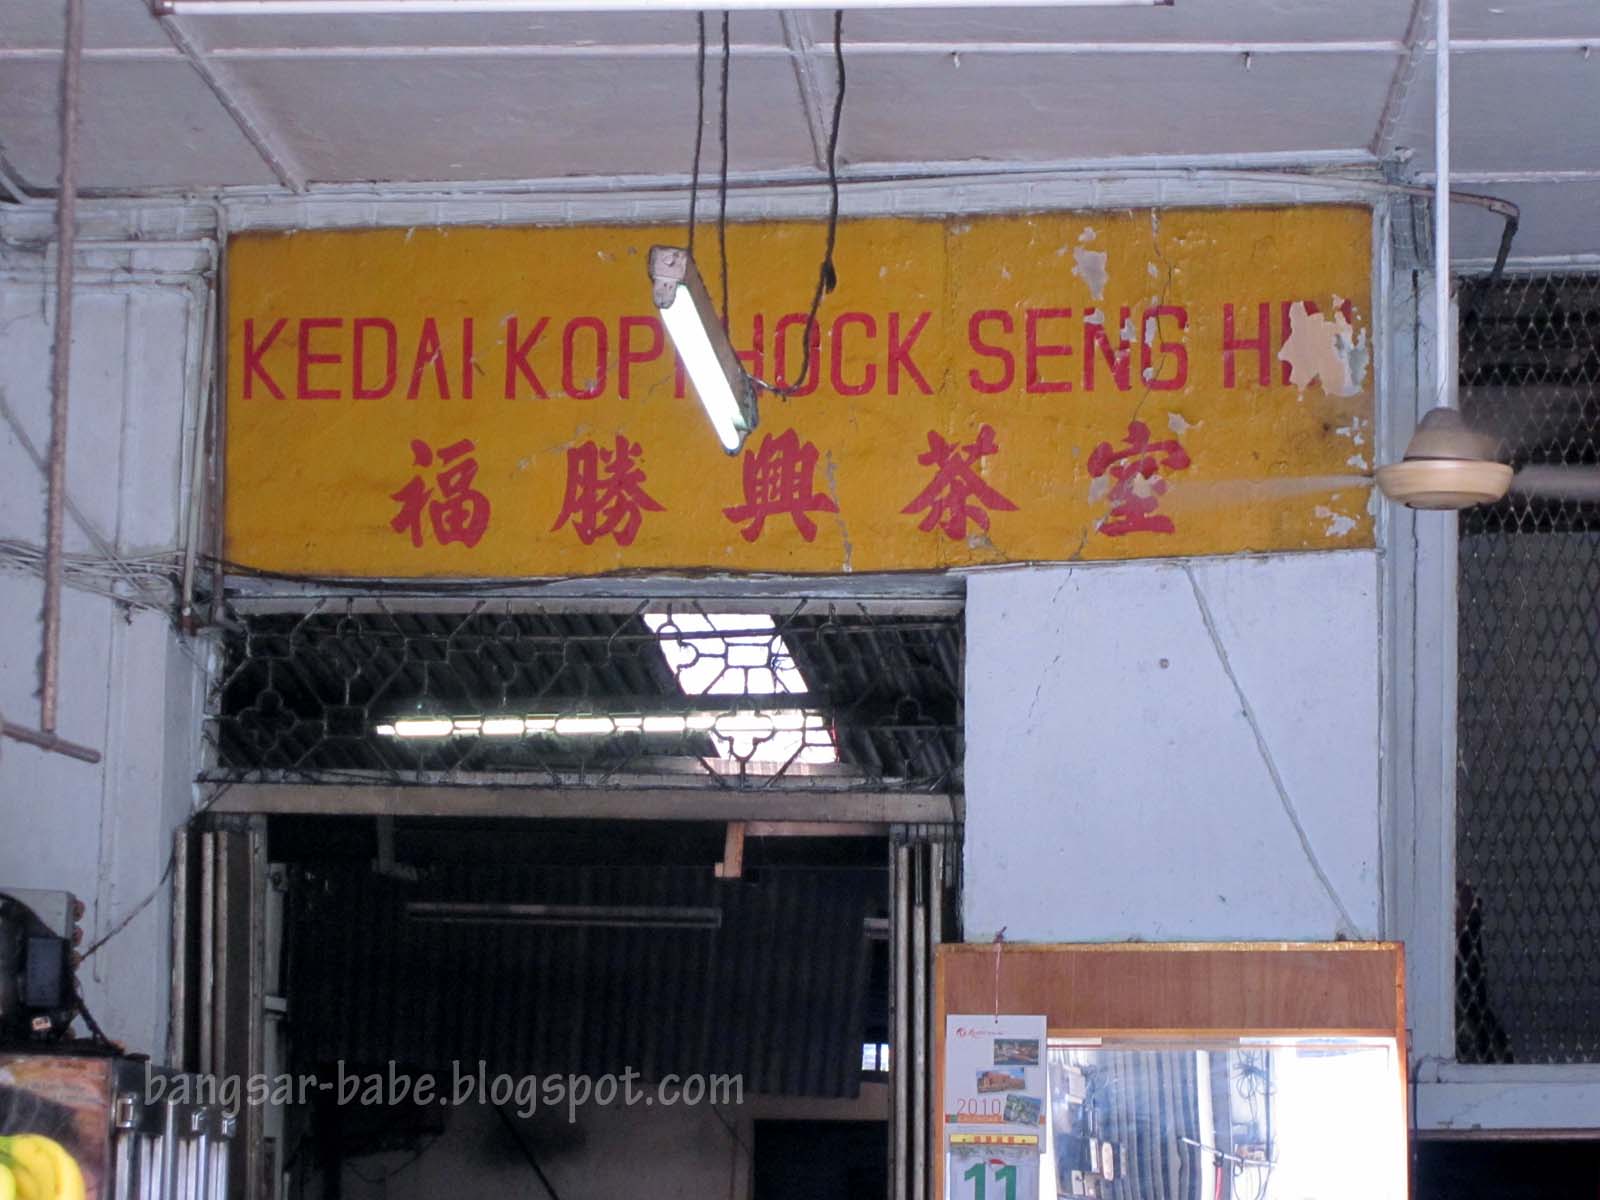 KEDAI KOPI HOCK SENG
福勝興茶室
2010
11
bangsar-babe.blogspot.com